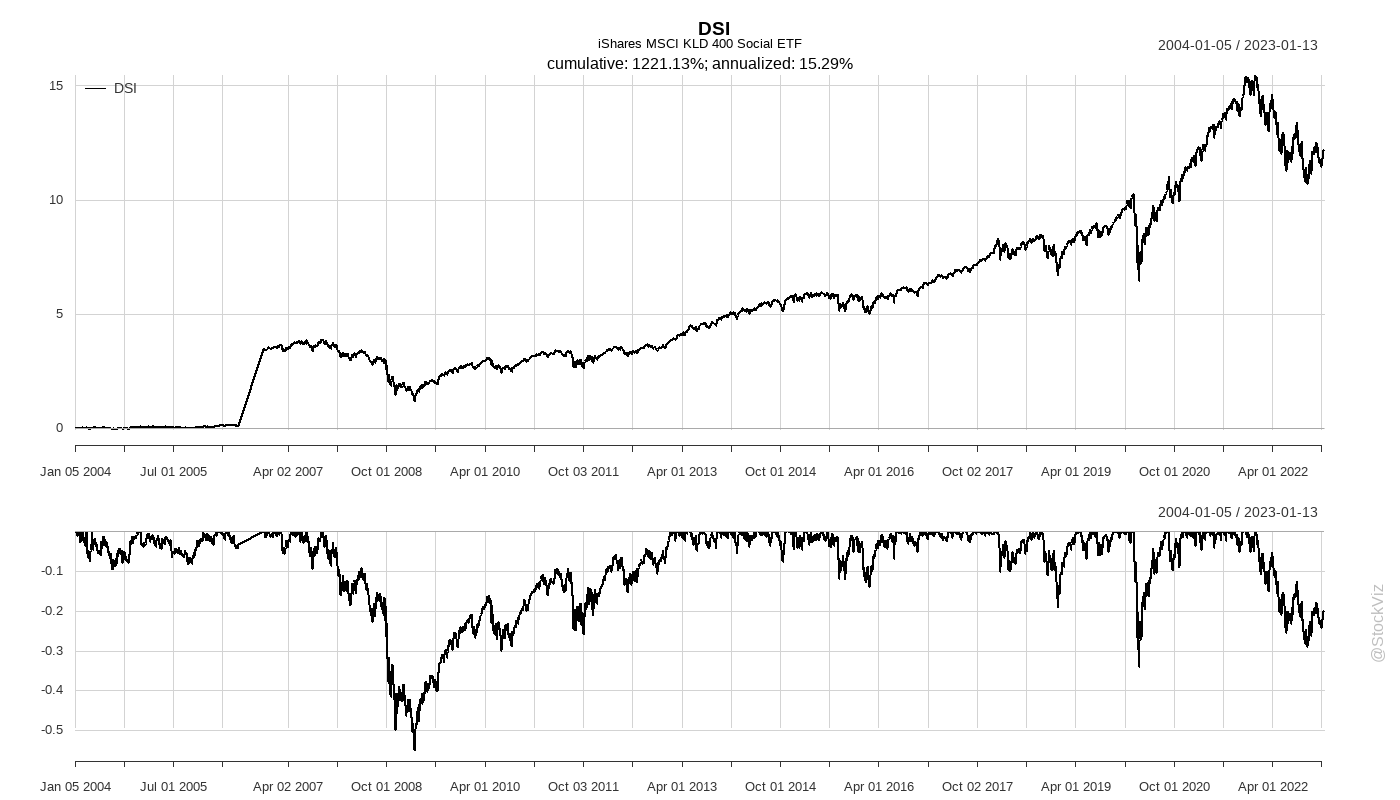 DSI
iShares MSCI KLD 400 Social ETF
2004-01-05 / 2023-01-13
cumulative: 1221.13%; annualized: 15.29%
DSI
15
10
5
0
Jan 05 2004 Jul 01 2005 Apr 02 2007 Oct 01 2008 Apr 01 2010 Oct 03 2011 Apr 01 2013 Oct 01 2014 Apr 01 2016 Oct 02 2017 Apr 01 2019 Oct 01 2020 Apr 01 2022
2004-01-05 / 2023-01-13
-0.1
-0.2
-0.3
-0.4
-0.5
Jan 05 2004 Jul 01 2005 Apr 02 2007 Oct 01 2008 Apr 01 2010 Oct 03 2011 Apr 01 2013 Oct 01 2014 Apr 01 2016 Oct 02 2017 Apr 01 2019 Oct 01 2020 Apr 01 2022
@StockViz